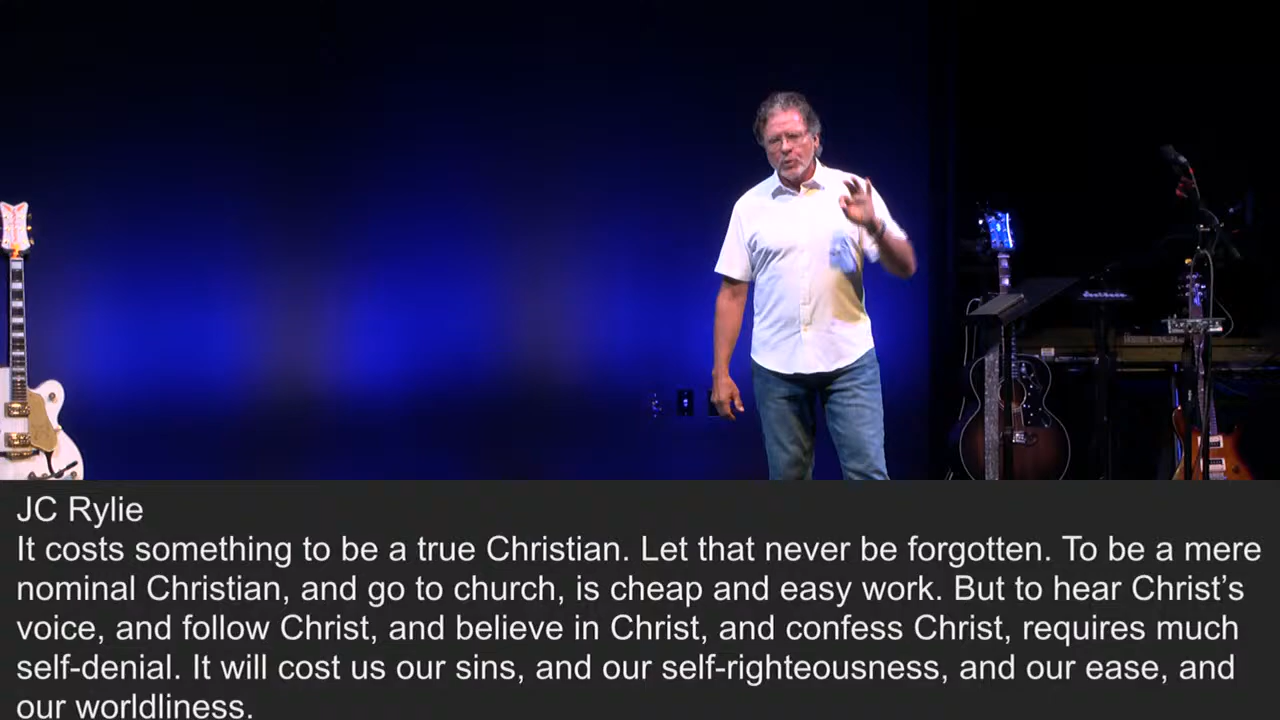 JC Rylie
It costs something to be a true Christian. Let that never be forgotten. To be a mere
nominal Christian, and go to church, is cheap and easy work. But to hear Christ’s
voice, and follow Christ, and believe in Christ, and confess Christ, requires much
self-denial. It will cost us our sins, and our self-righteousness, and our ease, and
our worldliness.